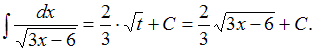 ∫ dx/√(3x−6) = 2/3 · √t + C = 2/3 √(3x−6) + C.